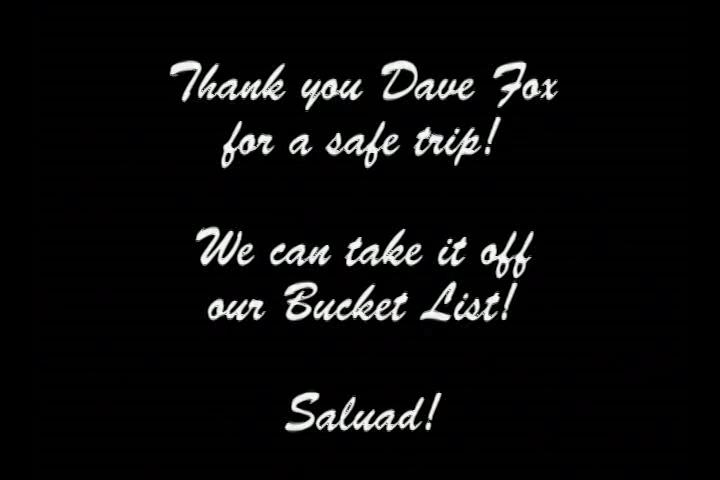 Thank you Dave Fox
for a safe trip!
We can take it off
our Bucket List!
Saluad!